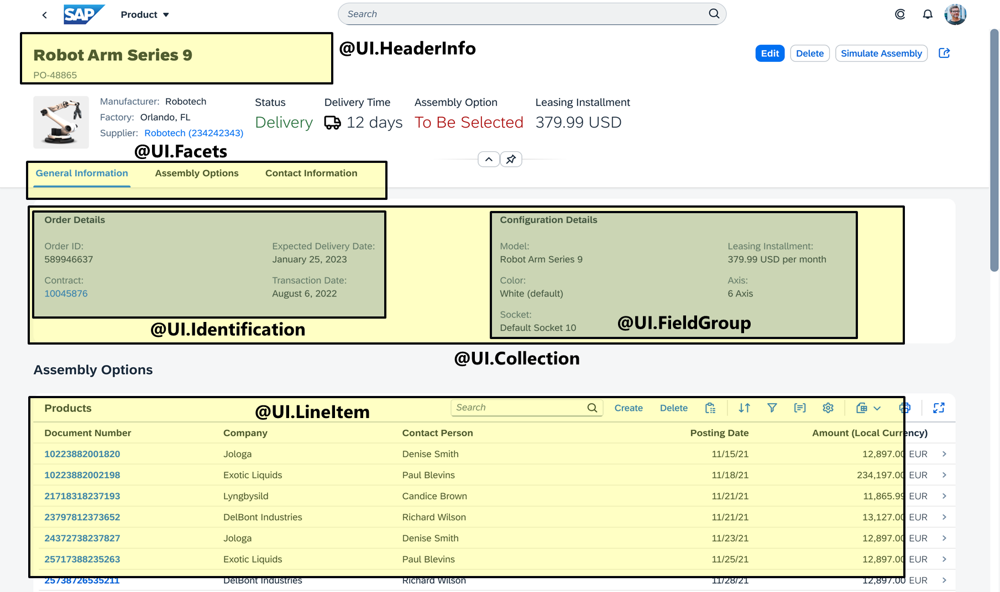 SAP Product Search
Robot Arm Series 9
PO-48865
@UI.HeaderInfo
Edit Delete Simulate Assembly
Manufacturer: Robotech
Factory: Orlando, FL
Supplier: Robotech (234242343)
Status
Delivery
Delivery Time
12 days
Assembly Option
To Be Selected
Leasing Installment
379.99 USD
@UI.Facets
General Information Assembly Options Contact Information
Order Details
Order ID:
589946637
Expected Delivery Date:
January 25, 2023
Contract:
10045876
Transaction Date:
August 6, 2022
@UI.Identification
Configuration Details
Model:
Robot Arm Series 9
Leasing Installment:
379.99 USD per month
Color:
White (default)
Axis:
6 Axis
Socket:
Default Socket 10
@UI.FieldGroup
@UI.Collection
Assembly Options
Products @UI.LineItem Search Create Delete
Document Number Company Contact Person Posting Date Amount (Local Currency)
10223882001820 Jologa Denise Smith 11/15/21 12,897.00 EUR
10223882002198 Exotic Liquids Paul Blevins 11/18/21 234,197.00 EUR
21718318237193 Lyngbysild Candice Brown 11/21/21 11,865.99 EUR
23797812373652 DelBont Industries Richard Wilson 11/21/21 13,127.00 EUR
24372738237827 Jologa Denise Smith 11/23/21 12,897.00 EUR
25717388235263 Exotic Liquids Paul Blevins 11/25/21 12,897.00 EUR
25738726535211 DelBont Industries Richard Wilson 11/28/21 12,897.00 EUR